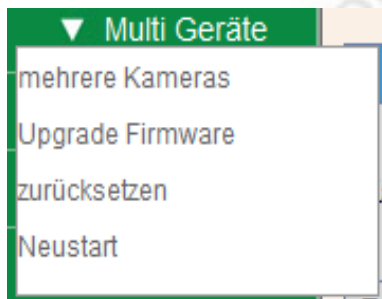 ▼ Multi Geräte
mehrere Kameras
Upgrade Firmware
zurücksetzen
Neustart